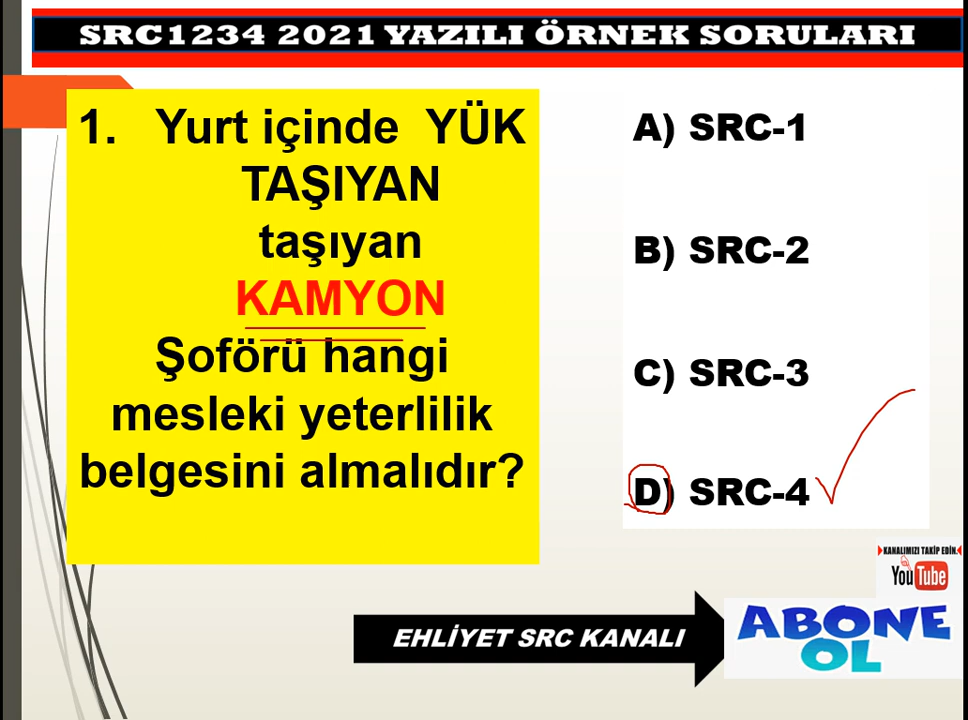 SRC1234 2021 YAZILI ÖRNEK SORULARI
1. Yurt içinde YÜK
TAŞIYAN
taşıyan
KAMYON
Şoförü hangi
mesleki yeterlilik
belgesini almalıdır?
A) SRC-1
B) SRC-2
C) SRC-3
D) SRC-4
KANALIMIZI TAKİP EDİN.
YouTube
EHLİYET SRC KANALI
ABONE
OL